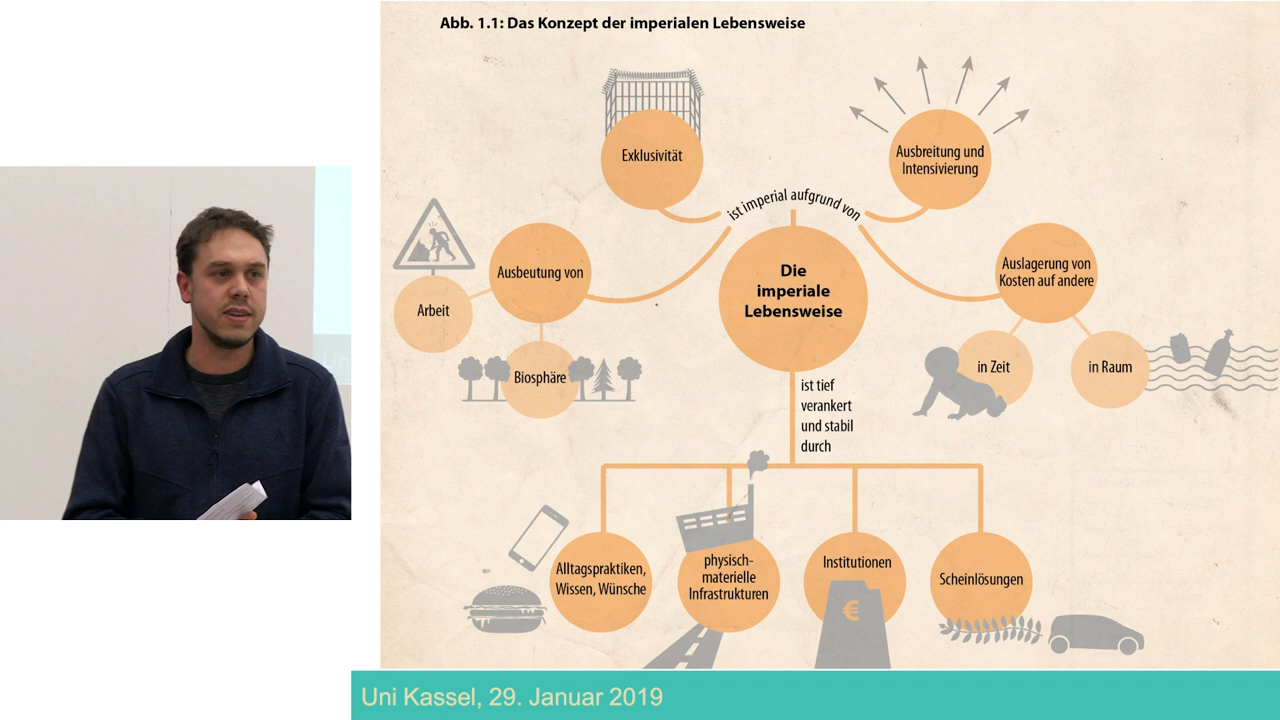 Abb. 1.1: Das Konzept der imperialen Lebensweise
Exklusivität
Ausbreitung und
Intensivierung
ist imperial aufgrund von
Ausbeutung von
Arbeit
Biosphäre
Die
imperiale
Lebensweise
Auslagerung von
Kosten auf andere
in Zeit
in Raum
ist tief
verankert
und stabil
durch
Alltagspraktiken,
Wissen, Wünsche
physisch-
materielle
Infrastrukturen
Institutionen
€
Scheinlösungen
Uni Kassel, 29. Januar 2019